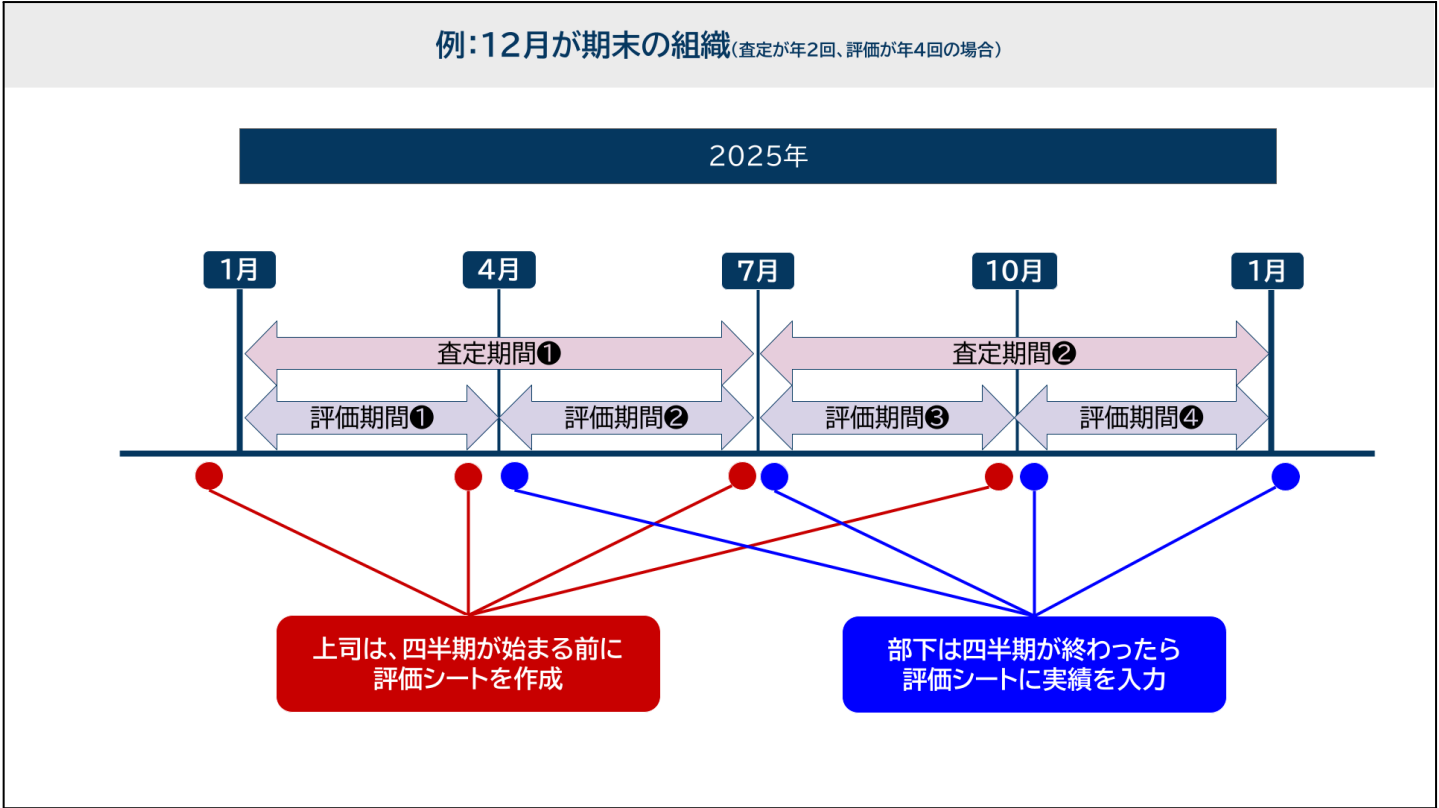 例：12月が期末の組織（査定が年2回、評価が年4回の場合）
2025年
1月
4月
7月
10月
1月
査定期間❶
査定期間❷
評価期間❶
評価期間❷
評価期間❸
評価期間❹
上司は、四半期が始まる前に
評価シートを作成
部下は四半期が終わったら
評価シートに実績を入力